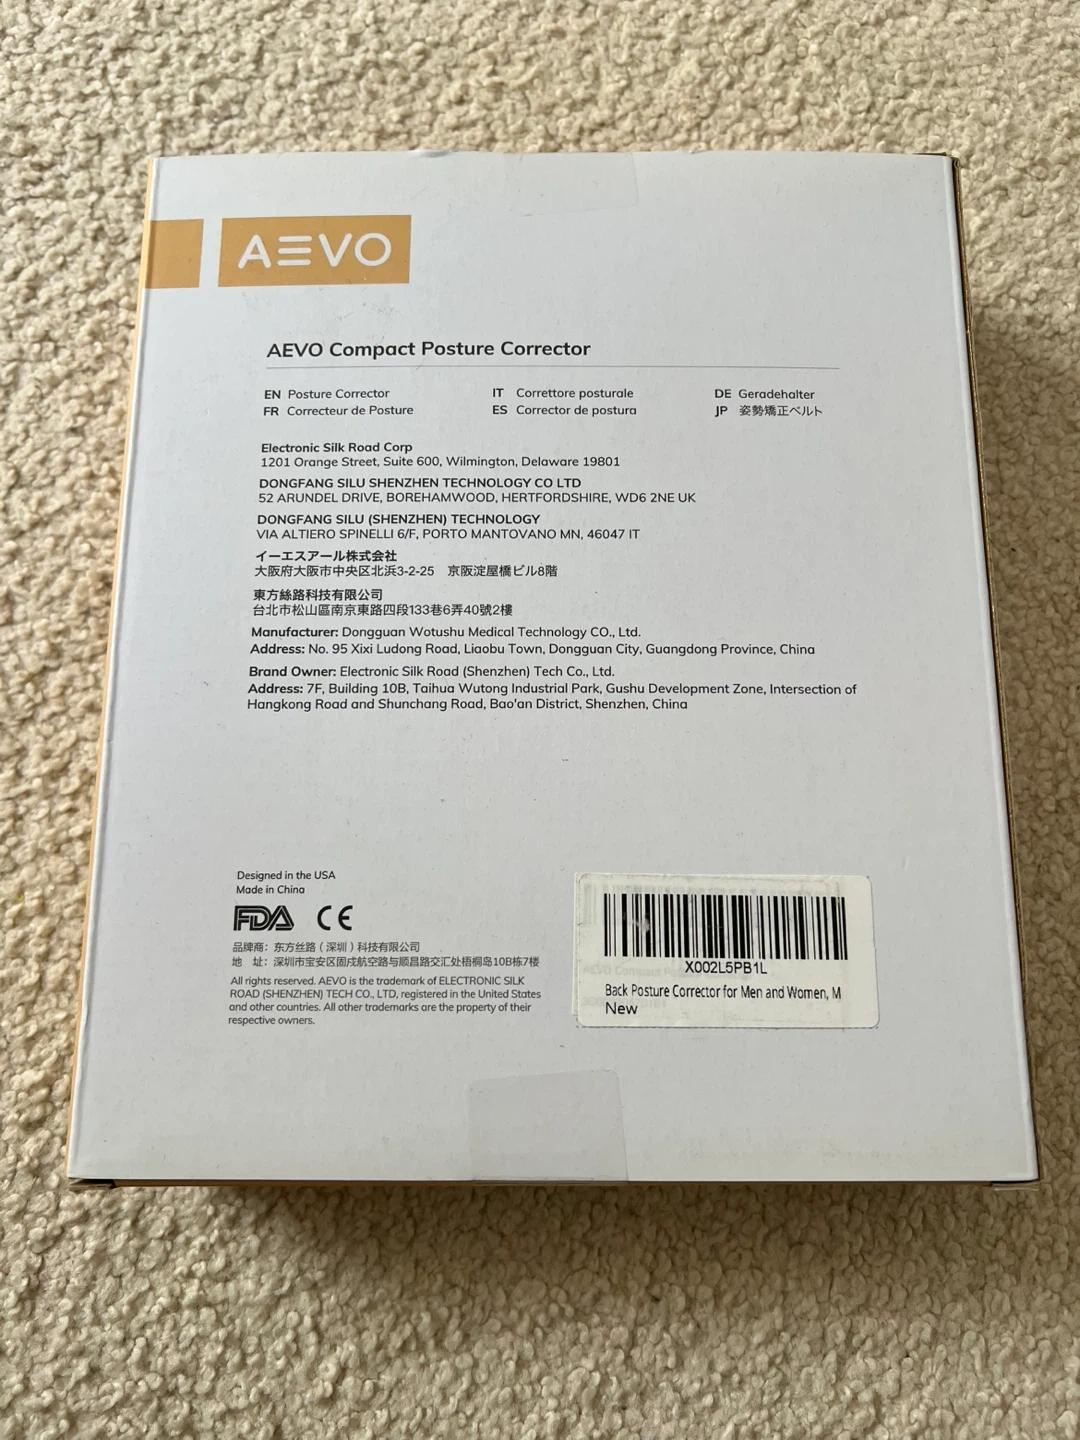 AEVO
AEVO Compact Posture Corrector
EN Posture Corrector
IT Correttore posturale
DE Geradehalter
FR Correcteur de Posture
ES Corrector de postura
JP 姿勢矯正ベルト
Electronic Silk Road Corp
1201 Orange Street, Suite 600, Wilmington, Delaware 19801
DONGFANG SILU SHENZHEN TECHNOLOGY CO LTD
52 ARUNDEL DRIVE, BOREHAMWOOD, HERTFORDSHIRE, WD6 2NE UK
DONGFANG SILU (SHENZHEN) TECHNOLOGY
VIA ALTIERO SPINELLI 6/F, PORTO MANTOVANO MN, 46047 IT
イーエスアール株式会社
大阪府大阪市中央区北浜3-2-25 京阪淀屋橋ビル8階
東方絲路科技有限公司
台北市松山區南京東路四段133巷6弄40號2樓
Manufacturer: Dongguan Wotushu Medical Technology CO., Ltd.
Address: No. 95 Xixi Ludong Road, Liaobu Town, Dongguan City, Guangdong Province, China
Brand Owner: Electronic Silk Road (Shenzhen) Tech Co., Ltd.
Address: 7F, Building 10B, Taihua Wutong Industrial Park, Gushu Development Zone, Intersection of
Hangkong Road and Shunchang Road, Bao'an District, Shenzhen, China
Designed in the USA
Made in China
FDA CE
品牌商：东方丝路（深圳）科技有限公司
地 址：深圳市宝安区固戍航空路与顺昌路交汇处梧桐岛10B栋7楼
All rights reserved. AEVO is the trademark of ELECTRONIC SILK
ROAD (SHENZHEN) TECH CO., LTD, registered in the United States
and other countries. All other trademarks are the property of their
respective owners.
X002L5PB1L
Back Posture Corrector for Men and Women, M
New